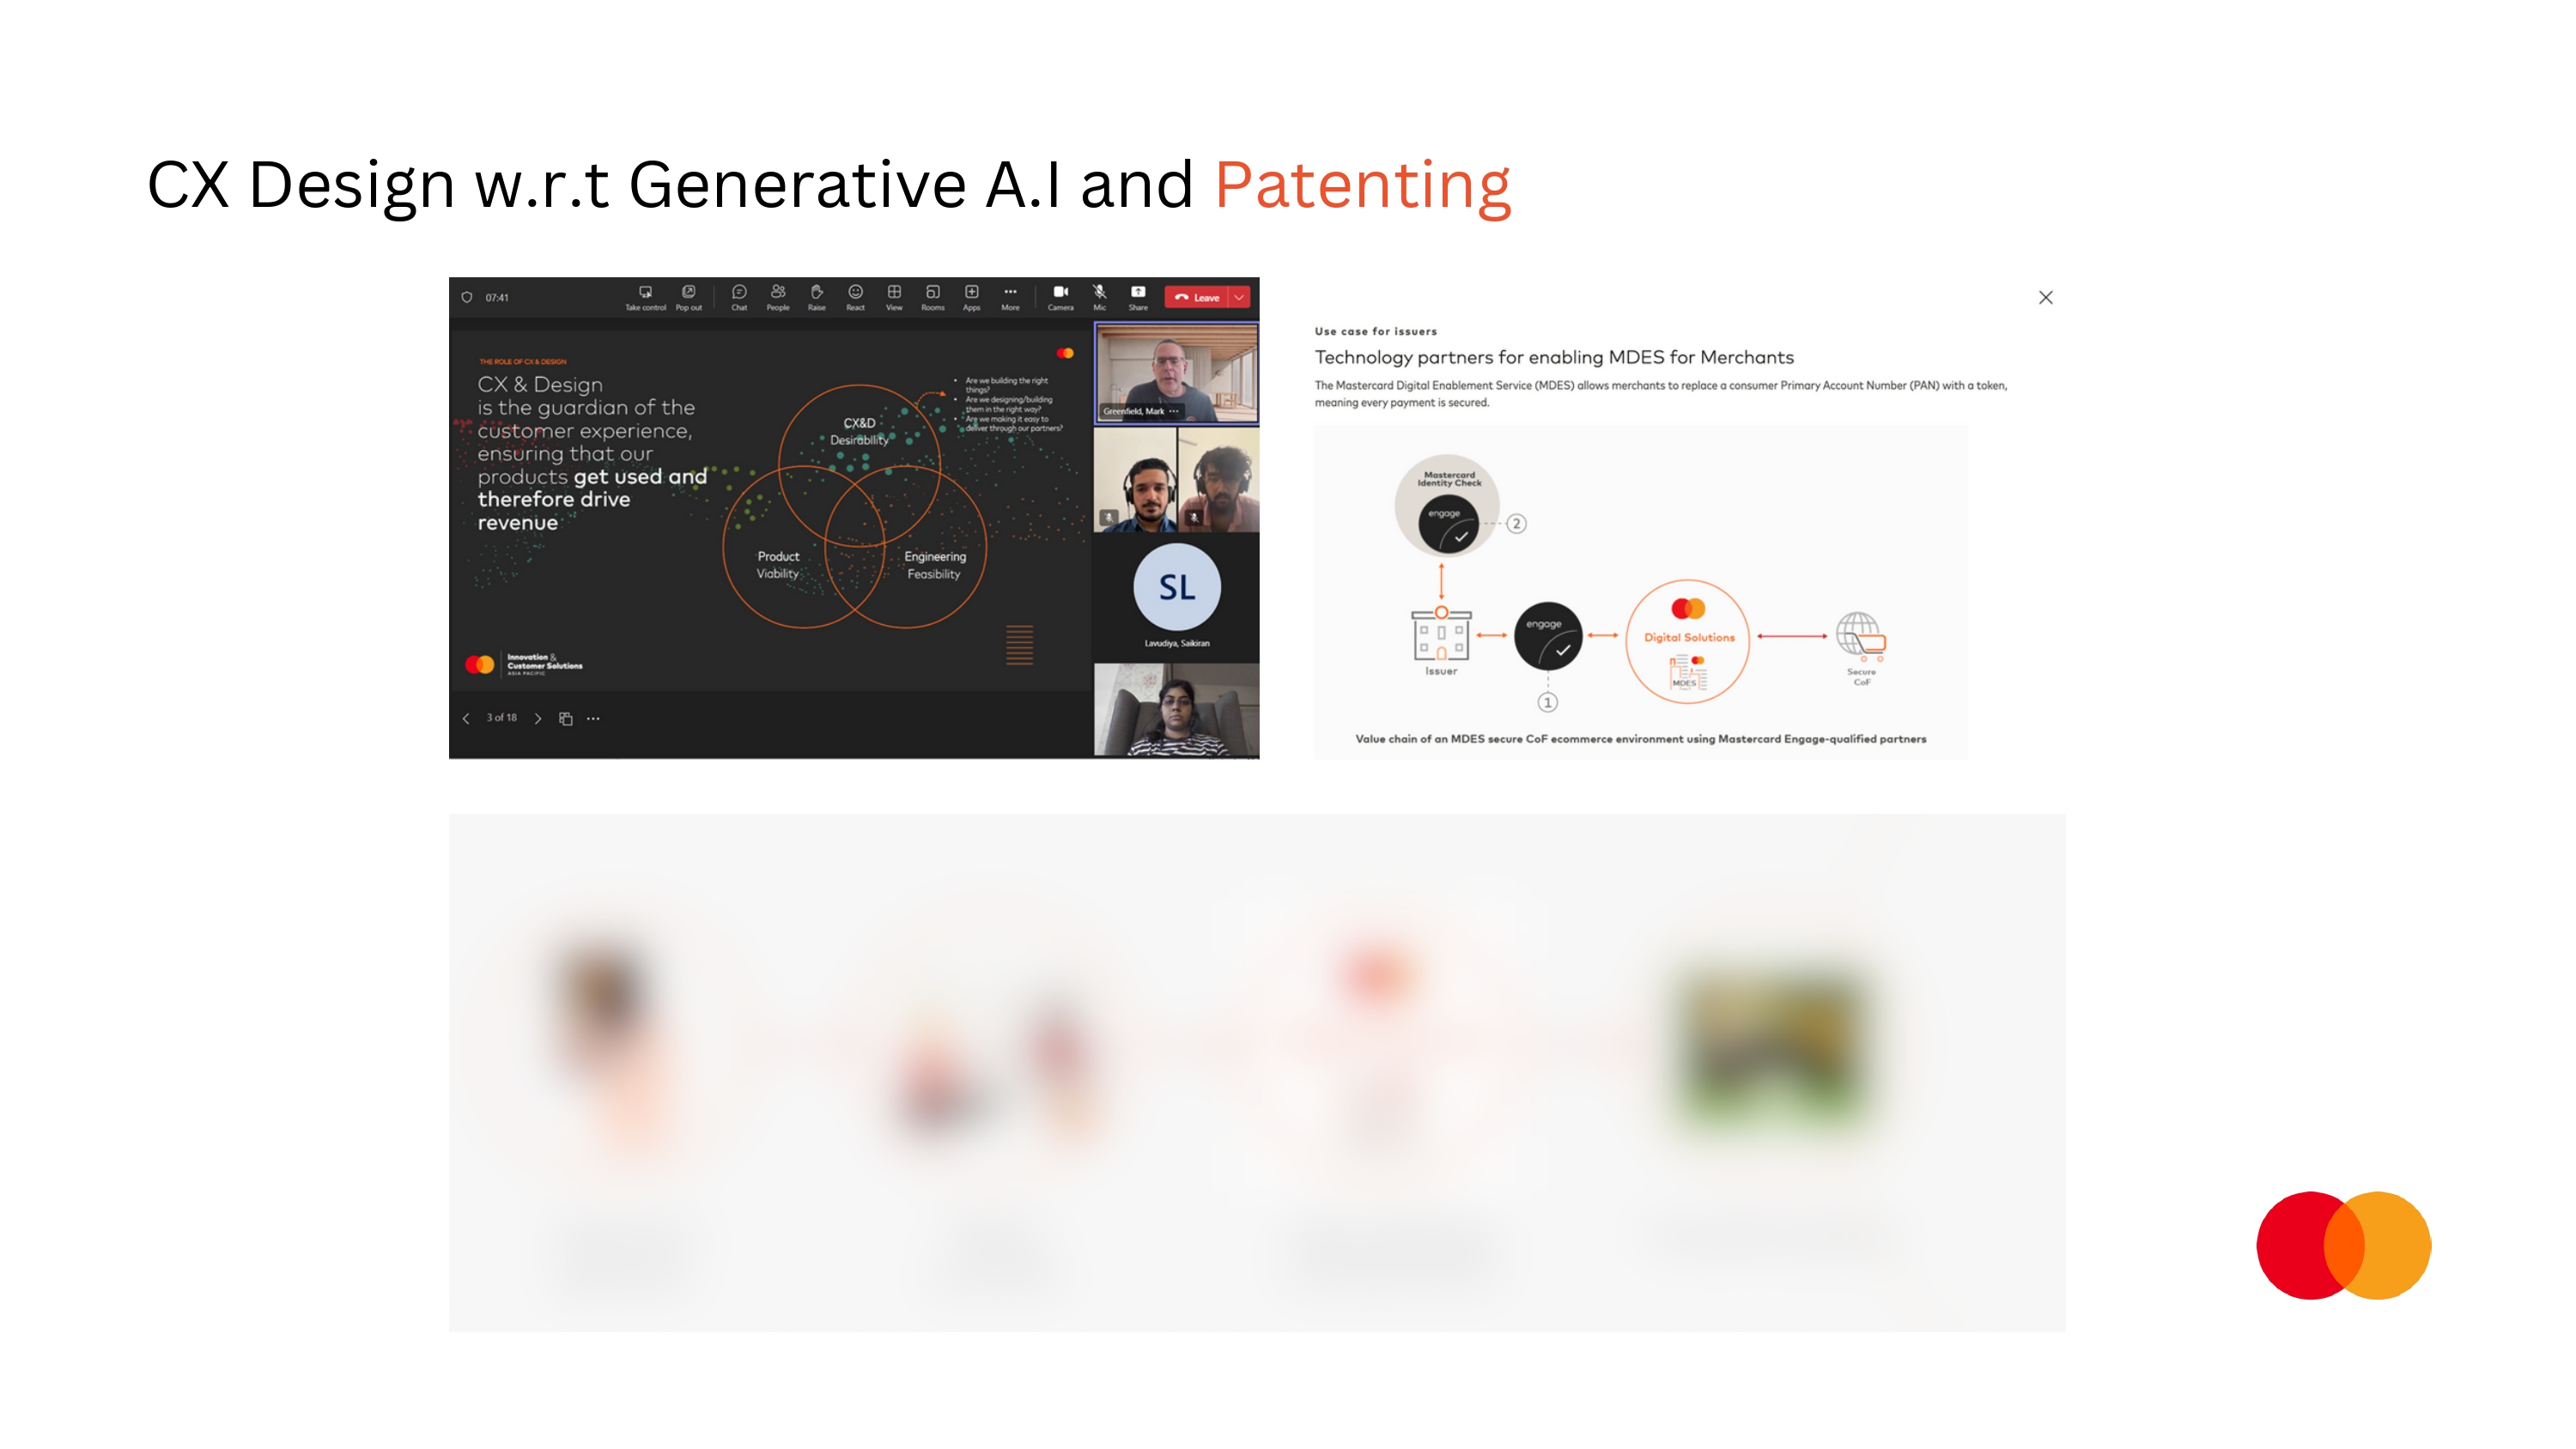 CX Design w.r.t Generative A.I and Patenting
07:41
Take control
Pop out
Chat
People
Raise
React
View
Rooms
Apps
More
Camera
Mic
Share
Leave
THE ROLE OF CX & DESIGN
CX & Design
is the guardian of the
customer experience,
ensuring that our
products get used and
therefore drive
revenue
CX&D
Desirability
Product
Viability
Engineering
Feasibility
• Are we building the right
things?
• Are we designing/building
them in the right way?
• Are we making it easy to
deliver through our partners?
Innovation &
Customer Solutions
ASIA PACIFIC
3 of 18
Greenfield, Mark
SL
Lavudiya, Saikiran
Use case for issuers
Technology partners for enabling MDES for Merchants
The Mastercard Digital Enablement Service (MDES) allows merchants to replace a consumer Primary Account Number (PAN) with a token,
meaning every payment is secured.
Mastercard
Identity Check
engage
2
Issuer
engage
1
Digital Solutions
MDES
Secure
CoF
Value chain of an MDES secure CoF ecommerce environment using Mastercard Engage-qualified partners